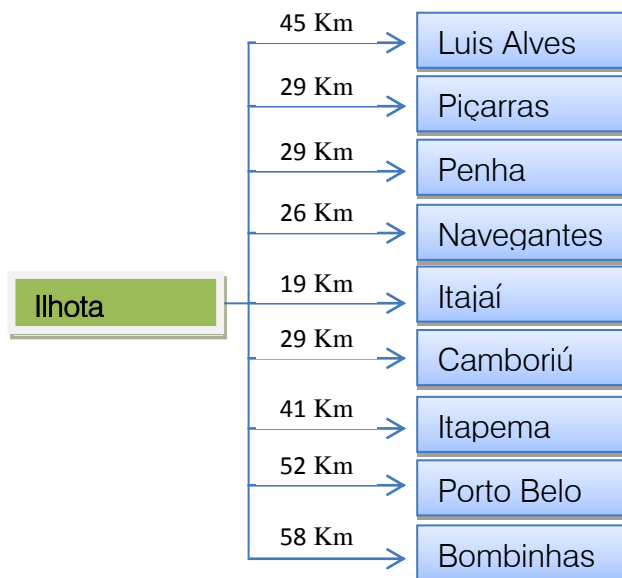 45 Km
Luis Alves
29 Km
Piçarras
29 Km
Penha
26 Km
Navegantes
Ilhota
19 Km
Itajaí
29 Km
Camboriú
41 Km
Itapema
52 Km
Porto Belo
58 Km
Bombinhas